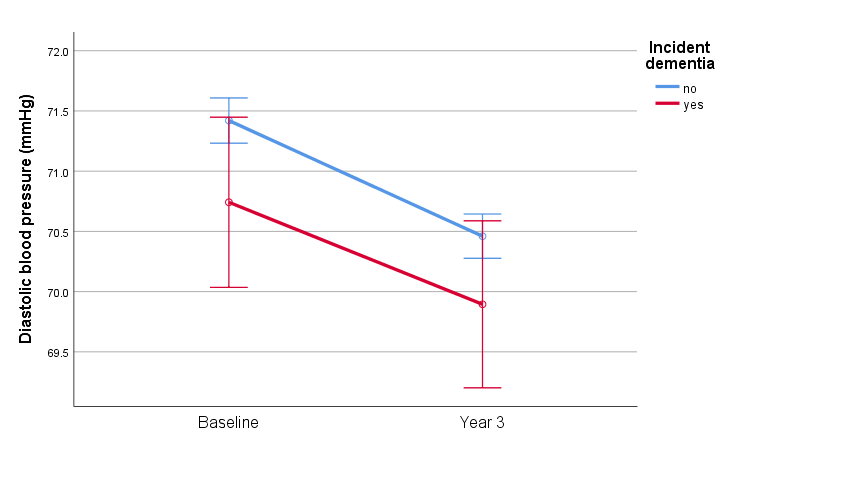 Diastolic blood pressure (mmHg)
72.0
71.5
71.0
70.5
70.0
69.5
Baseline
Year 3
Incident
dementia
no
yes